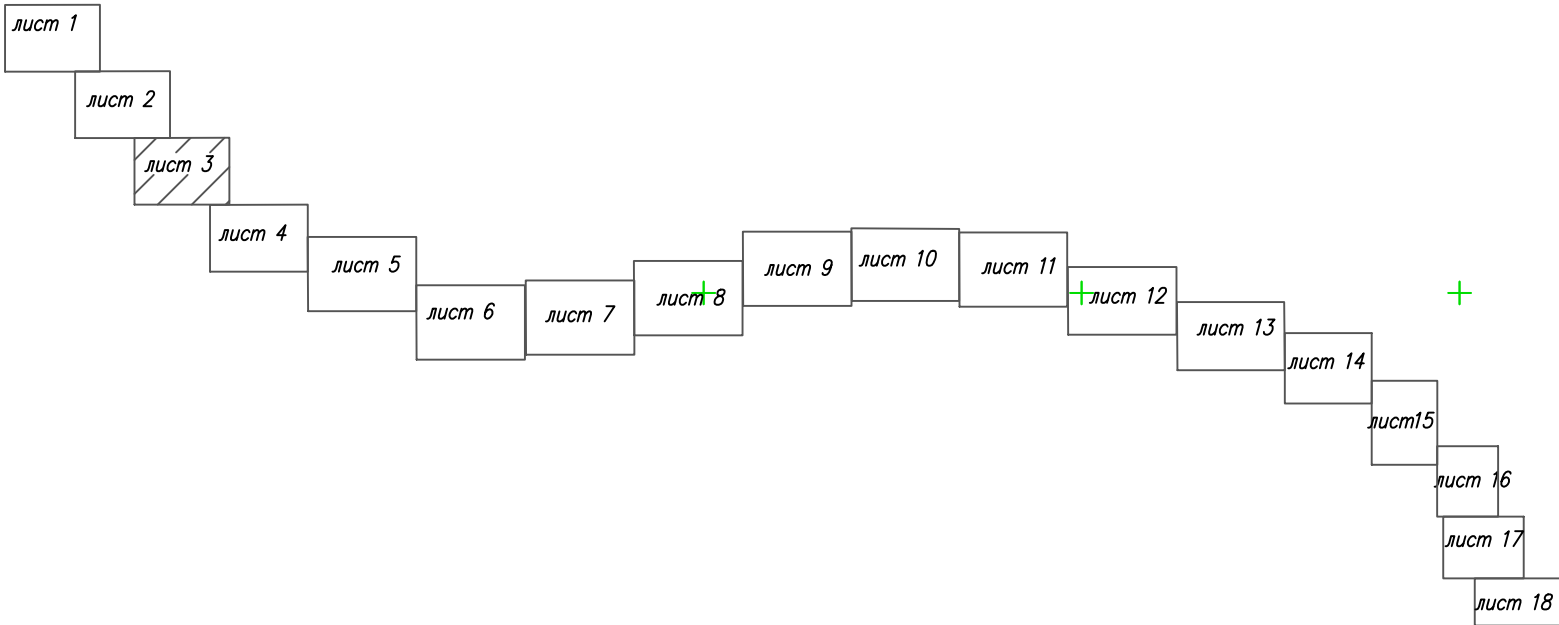 лист 1
лист 2
лист 3
лист 4
лист 5
лист 6
лист 7
лист 8
лист 9
лист 10
лист 11
лист 12
лист 13
лист 14
лист15
лист 16
лист 17
лист 18